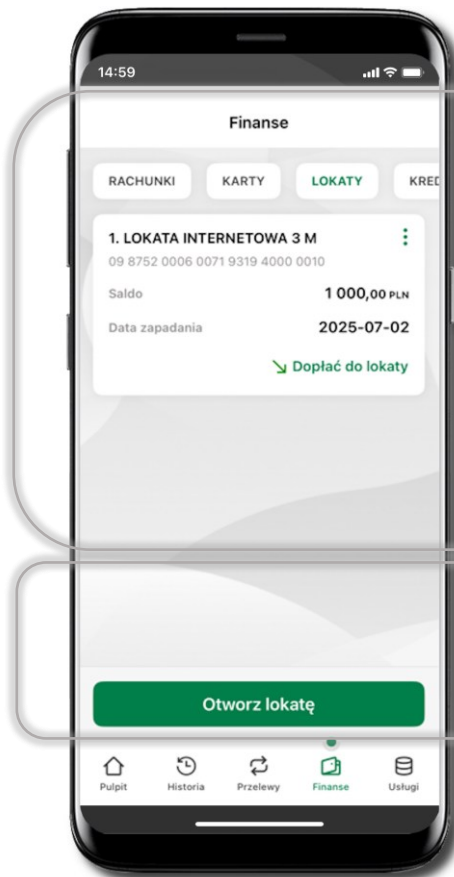 14:59
Finanse
RACHUNKI KARTY LOKATY KRED
1. LOKATA INTERNETOWA 3 M
09 8752 0006 0071 9319 4000 0010
Saldo 1 000,00 PLN
Data zapadania 2025-07-02
Dopłać do lokaty
Otworz lokatę
Pulpit Historia Przelewy Finanse Usługi